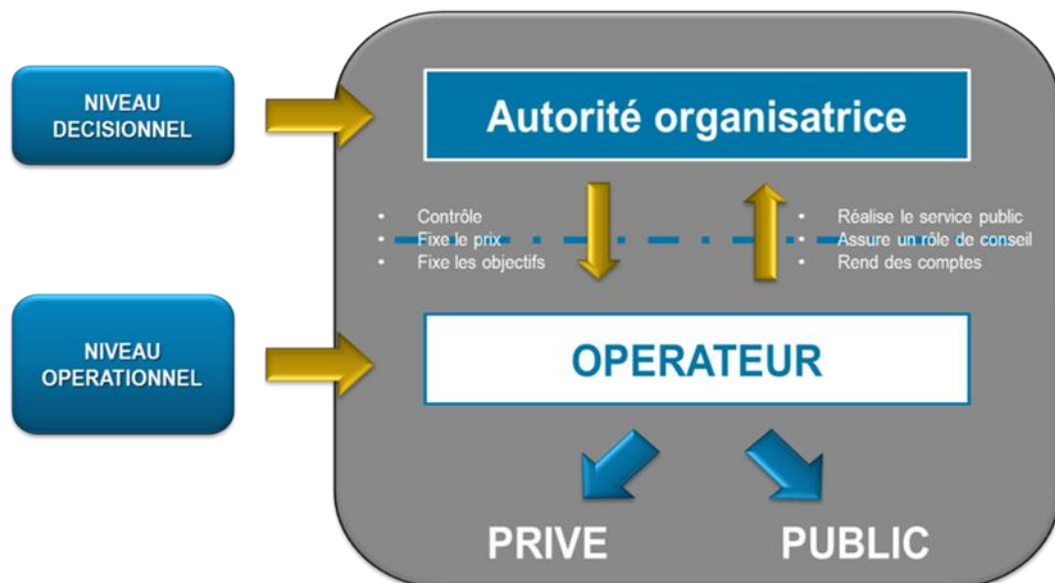 NIVEAU
DECISIONNEL
Autorité organisatrice
• Contrôle
• Fixe le prix
• Fixe les objectifs
• Réalise le service public
• Assure un rôle de conseil
• Rend des comptes
NIVEAU
OPERATIONNEL
OPERATEUR
PRIVE
PUBLIC